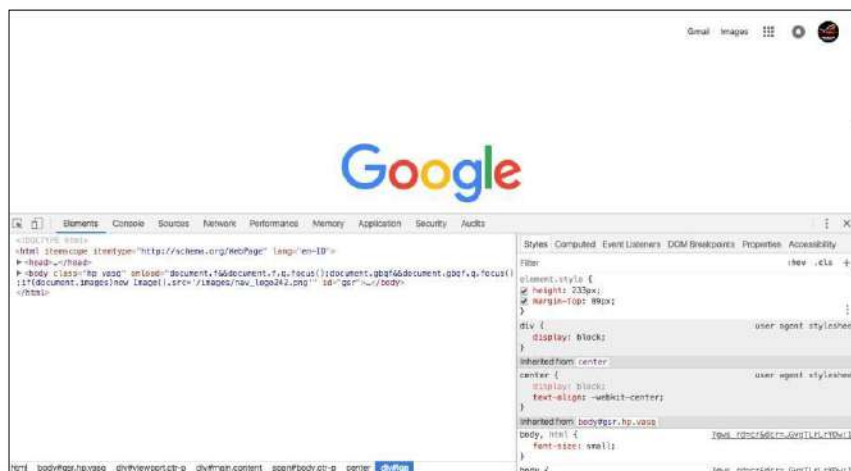 Gmail Images
Google
Elements Console Sources Network Performance Memory Application Security Audits
<!DOCTYPE html>
<html itemscope itemtype="http://schema.org/WebPage" lang="en-ID">
▶<head>…</head>
▶<body class="hp vasq" onload="document.f&&document.f.q.focus();document.gbqf&&document.gbqf.q.focus()
;if(document.images)new Image().src='/images/nav_logo242.png'" id="gsr">…</body>
</html>
Styles Computed Event Listeners DOM Breakpoints Properties Accessibility
Filter :hov .cls +
element.style {
height: 233px;
margin-top: 89px;
}
div { user agent styleshee
display: block;
}
Inherited from center
center { user agent styleshee
display: block;
text-align: -webkit-center;
}
Inherited from body#gsr.hp.vasq
body, html {
font-size: small;
}
body {
html body#gsr.hp.vasq div#viewport.ctr-p div#main.content span#body.ctr-p center div#lga